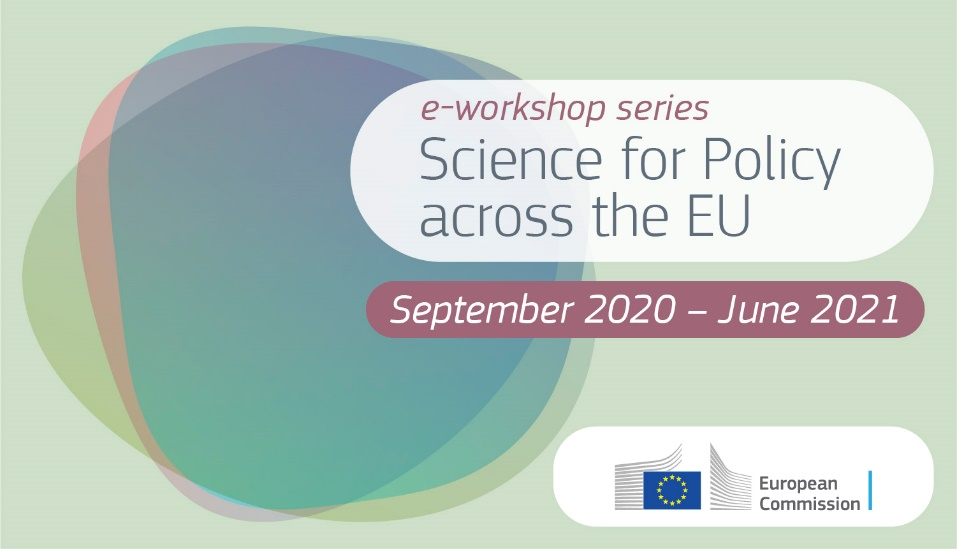 e-workshop series
Science for Policy
across the EU
September 2020 – June 2021
European
Commission